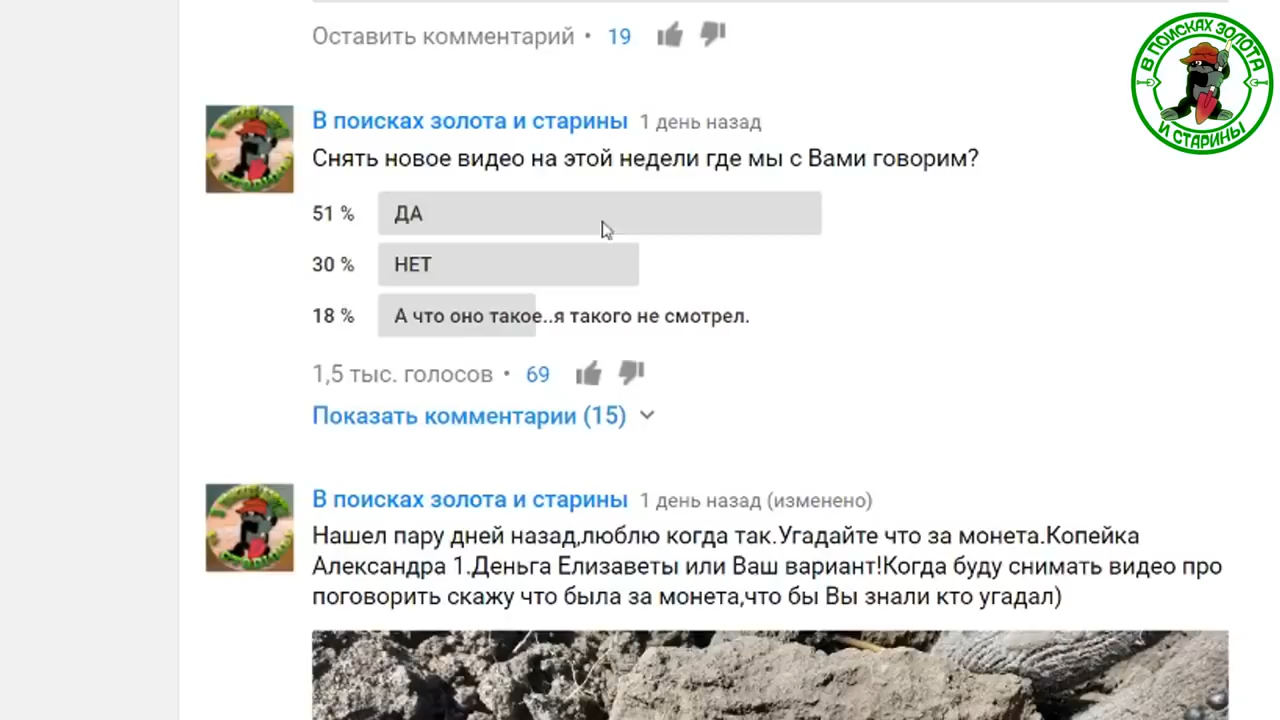 Оставить комментарий • 19
В ПОИСКАХ ЗОЛОТА
И СТАРИНЫ
В поисках золота и старины 1 день назад
Снять новое видео на этой недели где мы с Вами говорим?
51 % ДА
30 % НЕТ
18 % А что оно такое..я такого не смотрел.
1,5 тыс. голосов • 69
Показать комментарии (15)
В поисках золота и старины 1 день назад (изменено)
Нашел пару дней назад,люблю когда так.Угадайте что за монета.Копейка
Александра 1.Деньга Елизаветы или Ваш вариант!Когда буду снимать видео про
поговорить скажу что была за монета,что бы Вы знали кто угадал)